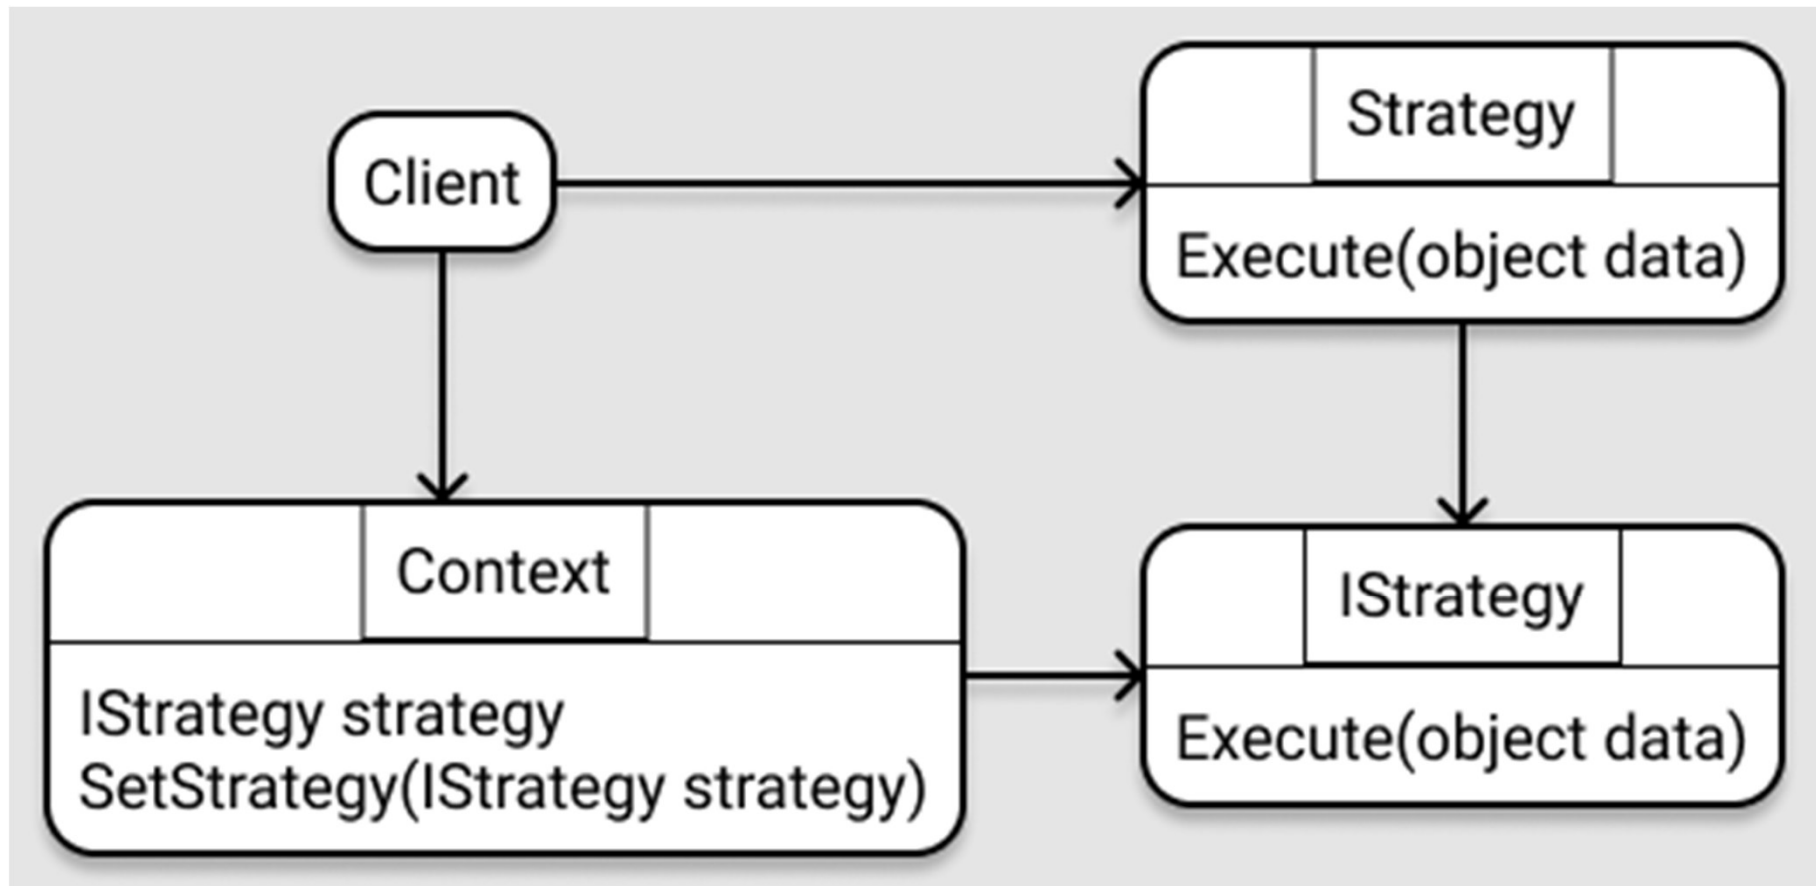 Client
Strategy
Execute(object data)
Context
IStrategy strategy
SetStrategy(IStrategy strategy)
IStrategy
Execute(object data)